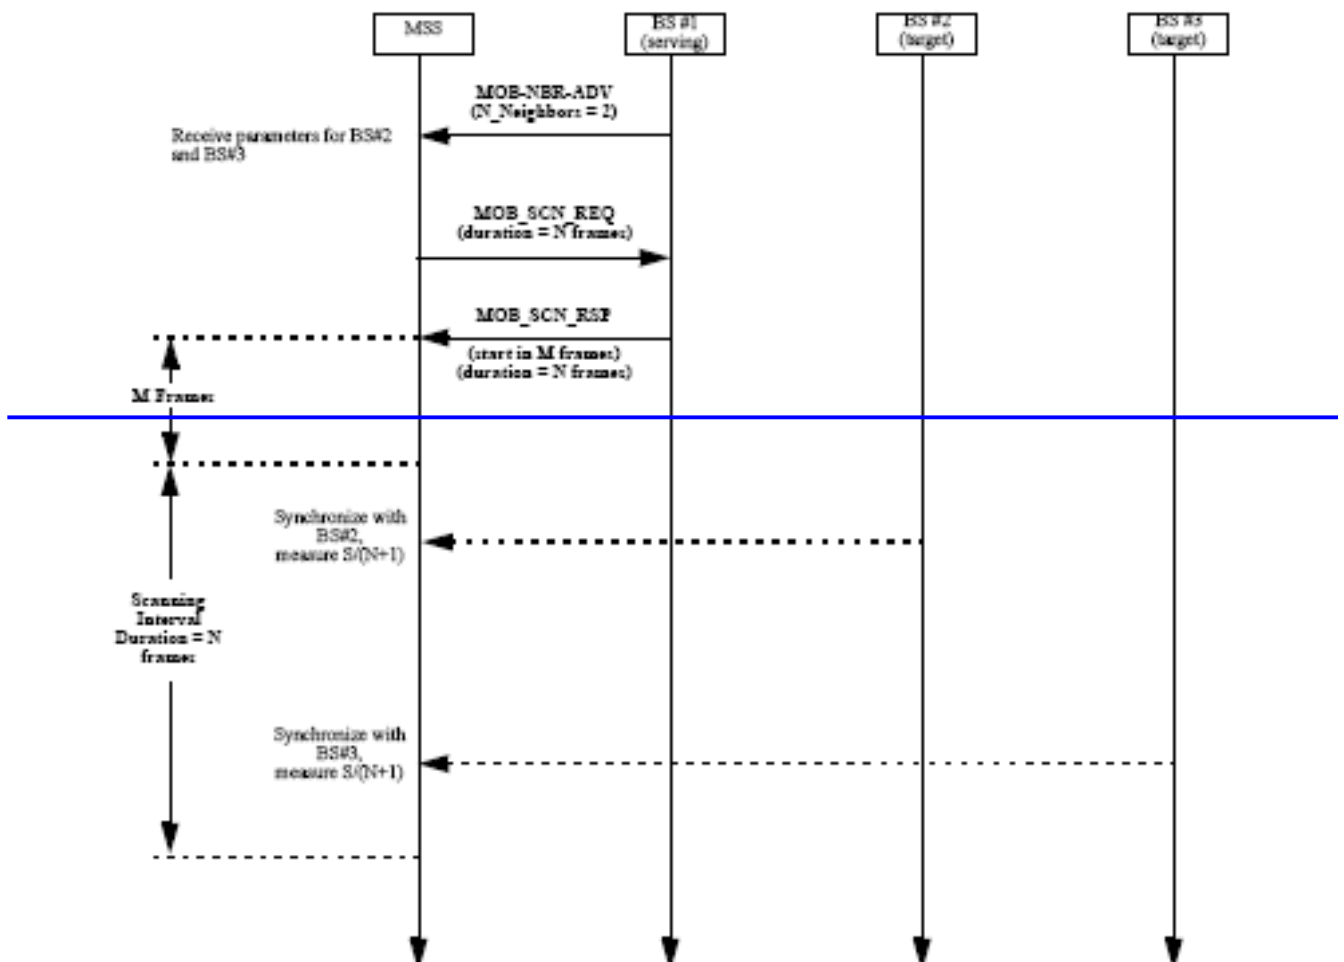 MSS
BS #1
(serving)
BS #2
(target)
BS #3
(target)
MOB-NBR-ADV
(N_Neighbors = 2)
Receive parameters for BS#2
and BS#3
MOB_SCN_REQ
(duration = N frames)
MOB_SCN_RSP
(start in M frames)
(duration = N frames)
M Frames
Synchronize with
BS#2,
measure S/(N+1)
Scanning
Interval
Duration = N
frames
Synchronize with
BS#3,
measure S/(N+1)